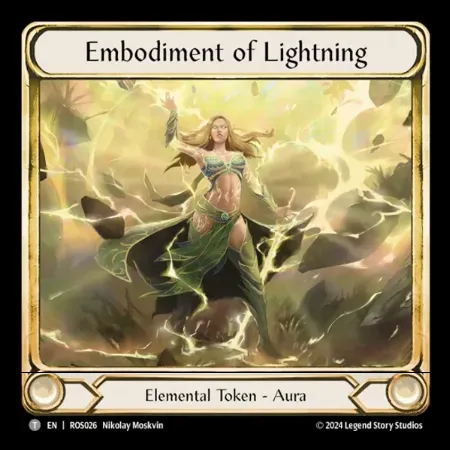 Embodiment of Lightning
Elemental Token - Aura
T EN | ROS026 Nikolay Moskvin © 2024 Legend Story Studios